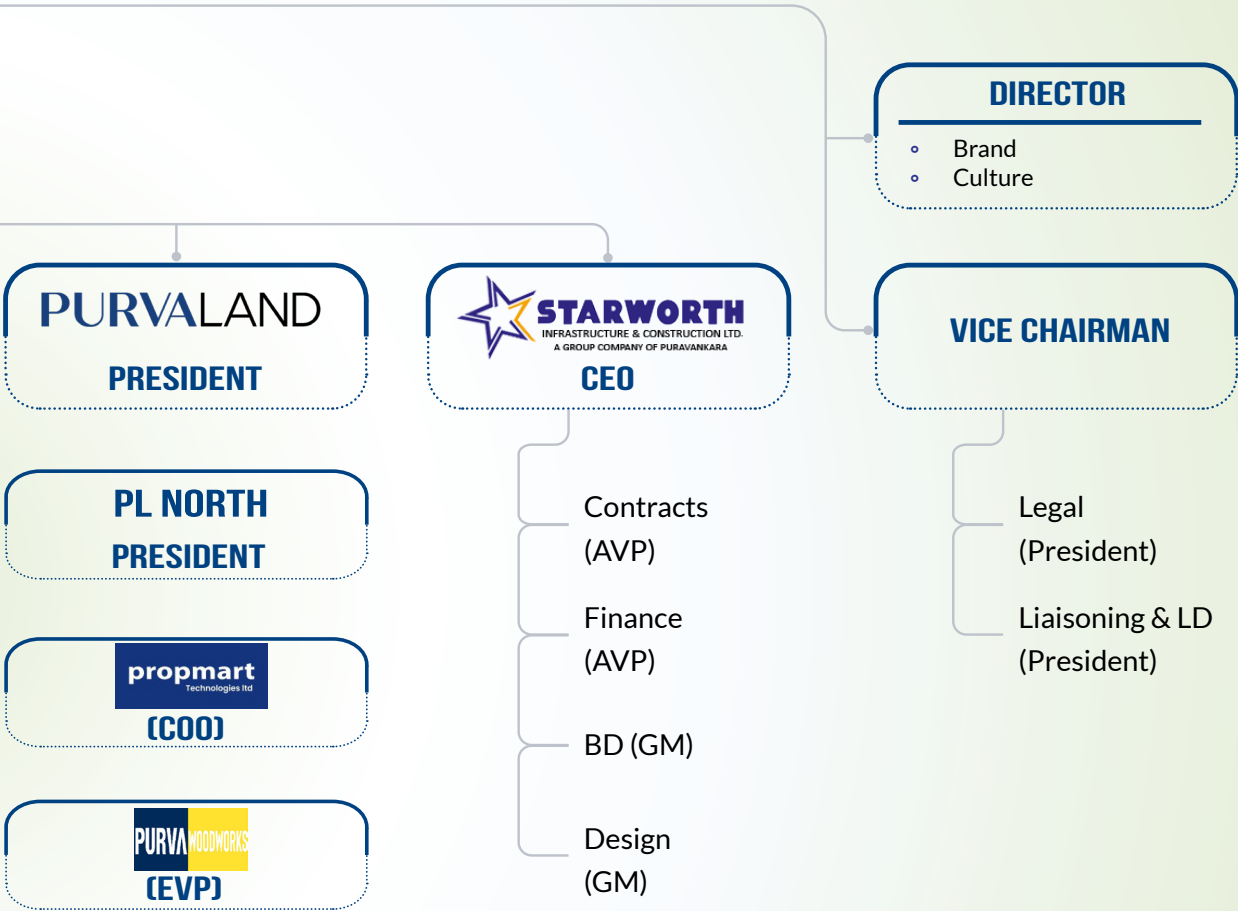 DIRECTOR
Brand
Culture
PURVALAND
PRESIDENT
STARWORTH
INFRASTRUCTURE & CONSTRUCTION LTD.
A GROUP COMPANY OF PURAVANKARA
CEO
VICE CHAIRMAN
PL NORTH
PRESIDENT
propmart
Technologies ltd
(COO)
PURVA WOODWORKS
(EVP)
Contracts
(AVP)
Finance
(AVP)
BD (GM)
Design
(GM)
Legal
(President)
Liaisoning & LD
(President)